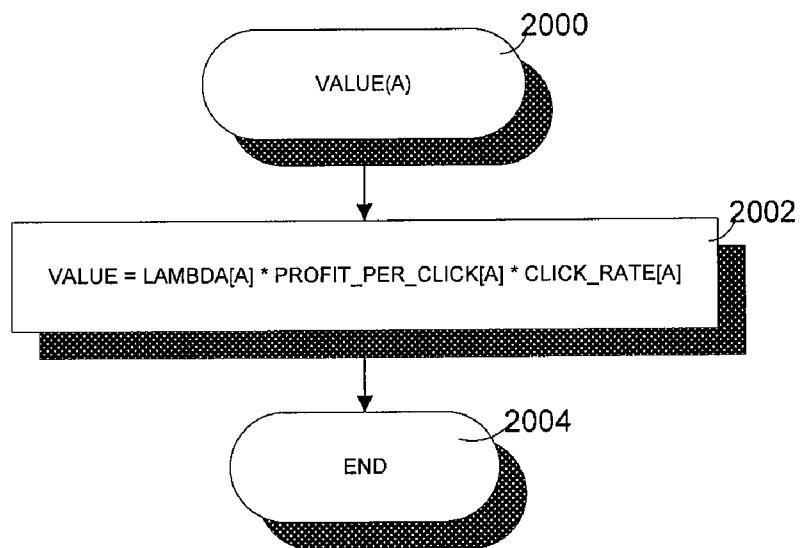 2000
VALUE(A)
2002
VALUE = LAMBDA[A] * PROFIT_PER_CLICK[A] * CLICK_RATE[A]
2004
END